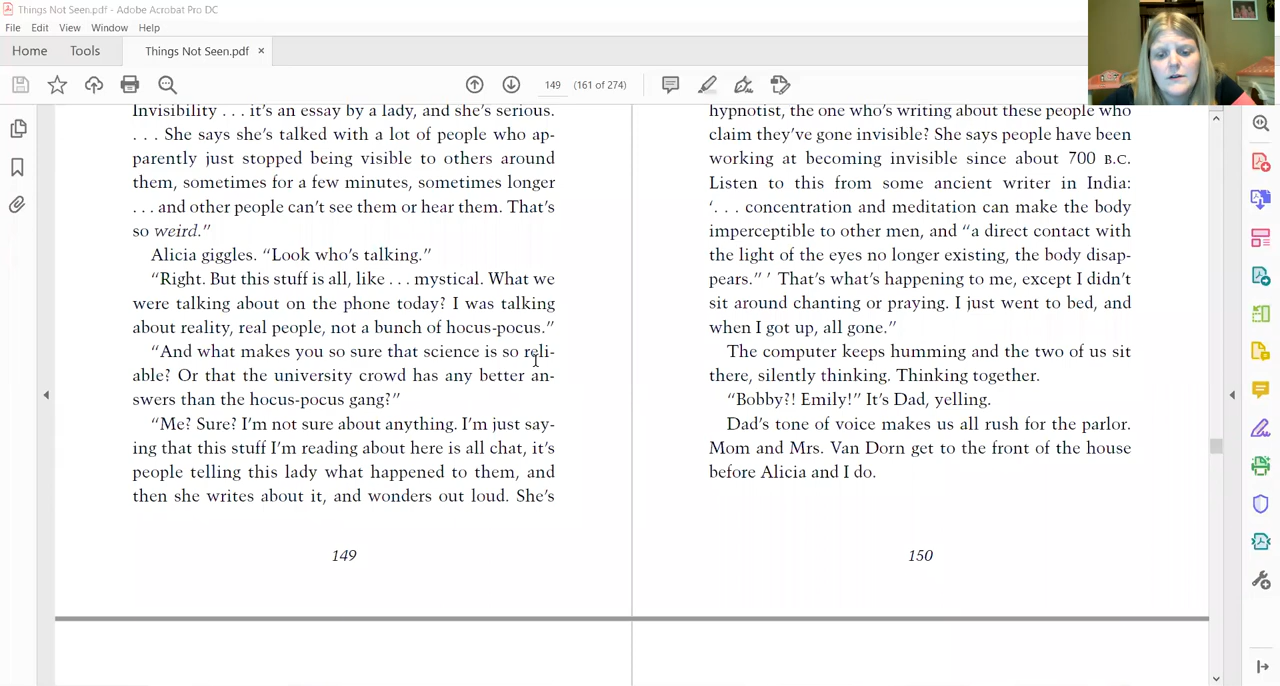 Things Not Seen.pdf - Adobe Acrobat Pro DC
File Edit View Window Help
Home Tools Things Not Seen.pdf ×
149 (161 of 274)
Invisibility . . . it’s an essay by a lady, and she’s serious.
. . . She says she’s talked with a lot of people who ap-
parently just stopped being visible to others around
them, sometimes for a few minutes, sometimes longer
. . . and other people can’t see them or hear them. That’s
so weird.”
Alicia giggles. “Look who’s talking.”
“Right. But this stuff is all, like . . . mystical. What we
were talking about on the phone today? I was talking
about reality, real people, not a bunch of hocus-pocus.”
“And what makes you so sure that science is so reli-
able? Or that the university crowd has any better an-
swers than the hocus-pocus gang?”
“Me? Sure? I’m not sure about anything. I’m just say-
ing that this stuff I’m reading about here is all chat, it’s
people telling this lady what happened to them, and
then she writes about it, and wonders out loud. She’s
149
hypnotist, the one who’s writing about these people who
claim they’ve gone invisible? She says people have been
working at becoming invisible since about 700 B.C.
Listen to this from some ancient writer in India:
‘. . . concentration and meditation can make the body
imperceptible to other men, and “a direct contact with
the light of the eyes no longer existing, the body disap-
pears.” ’ That’s what’s happening to me, except I didn’t
sit around chanting or praying. I just went to bed, and
when I got up, all gone.”
The computer keeps humming and the two of us sit
there, silently thinking. Thinking together.
“Bobby?! Emily!” It’s Dad, yelling.
Dad’s tone of voice makes us all rush for the parlor.
Mom and Mrs. Van Dorn get to the front of the house
before Alicia and I do.
150